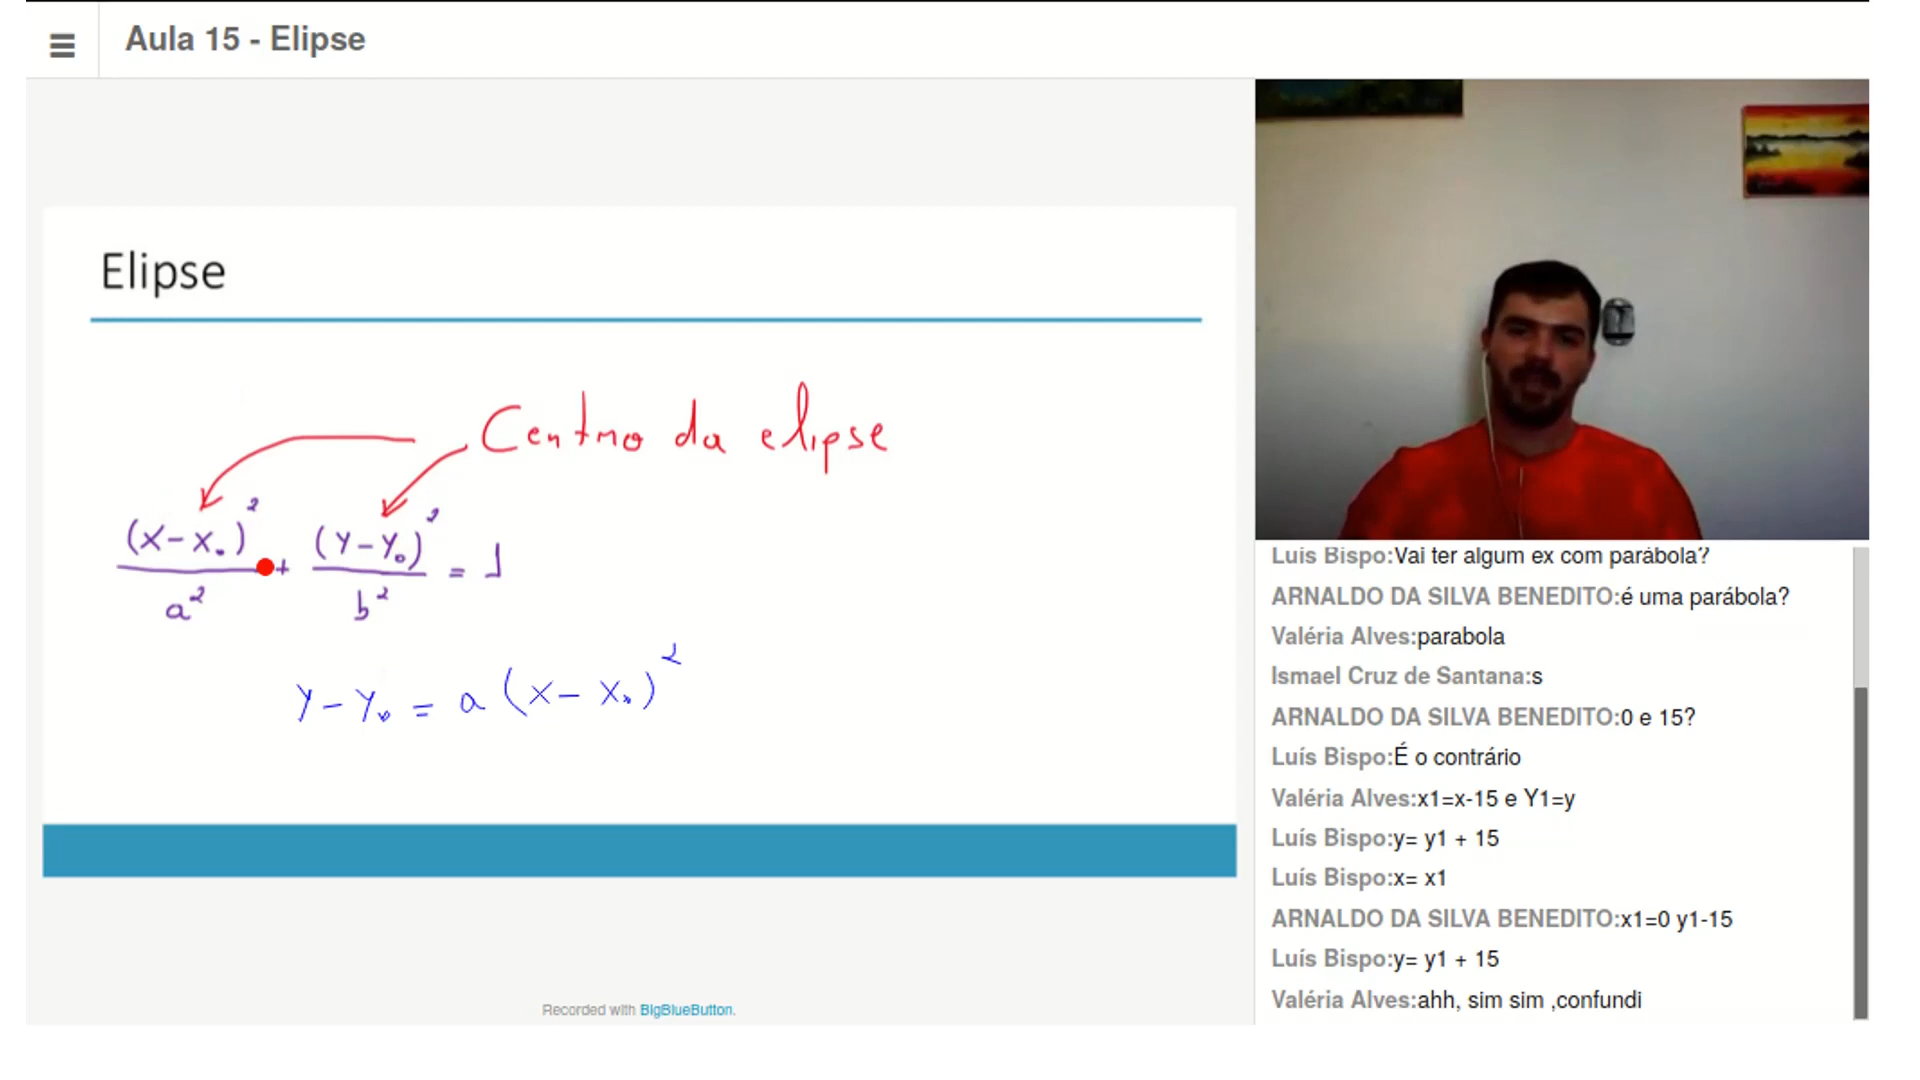 Aula 15 - Elipse
Elipse
Centro da elipse
(x-x₀)²/a² + (y-y₀)²/b² = 1
y-y₀ = a(x-x₀)²
Recorded with BigBlueButton.
Luís Bispo:Vai ter algum ex com parábola?
ARNALDO DA SILVA BENEDITO:é uma parábola?
Valéria Alves:parabola
Ismael Cruz de Santana:s
ARNALDO DA SILVA BENEDITO:0 e 15?
Luís Bispo:É o contrário
Valéria Alves:x1=x-15 e Y1=y
Luís Bispo:y= y1 + 15
Luís Bispo:x= x1
ARNALDO DA SILVA BENEDITO:x1=0 y1-15
Luís Bispo:y= y1 + 15
Valéria Alves:ahh, sim sim ,confundi